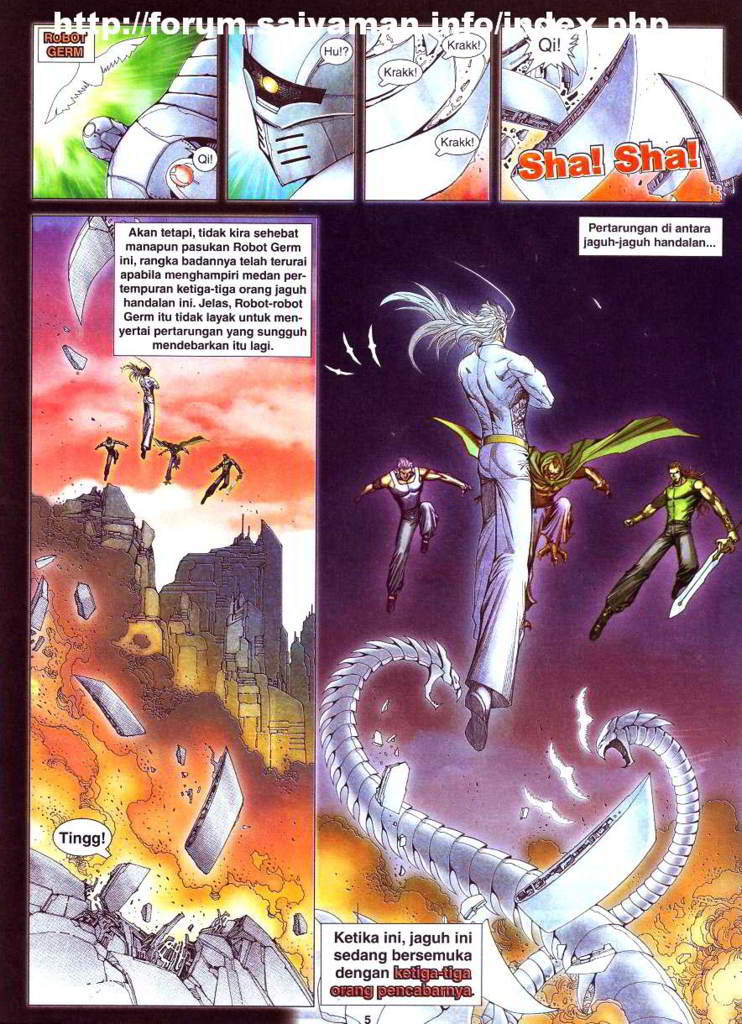 http://forum.saiyaman.info/index.php
ROBOT
GERM
Qi!
Hu!?
Krakk!
Krakk!
Krakk!
Qi!
Sha! Sha!
Akan tetapi, tidak kira sehebat
manapun pasukan Robot Germ
ini, rangka badannya telah terurai
apabila menghampiri medan per-
tempuran ketiga-tiga orang jaguh
handalan ini. Jelas, Robot-robot
Germ itu tidak layak untuk men-
yertai pertarungan yang sungguh
mendebarkan itu lagi.
Pertarungan di antara
jaguh-jaguh handalan...
Tingg!
Ketika ini, jaguh ini
sedang bersemuka
dengan ketiga-tiga
orang pencabarnya.
5